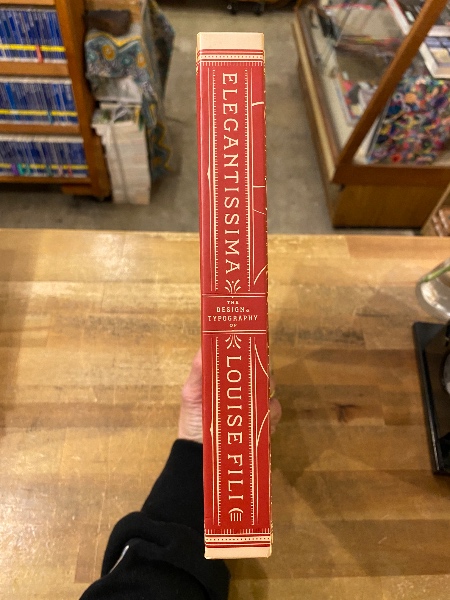 ELEGANTISSIMA
THE
DESIGN &
TYPOGRAPHY
OF
LOUISE FILI